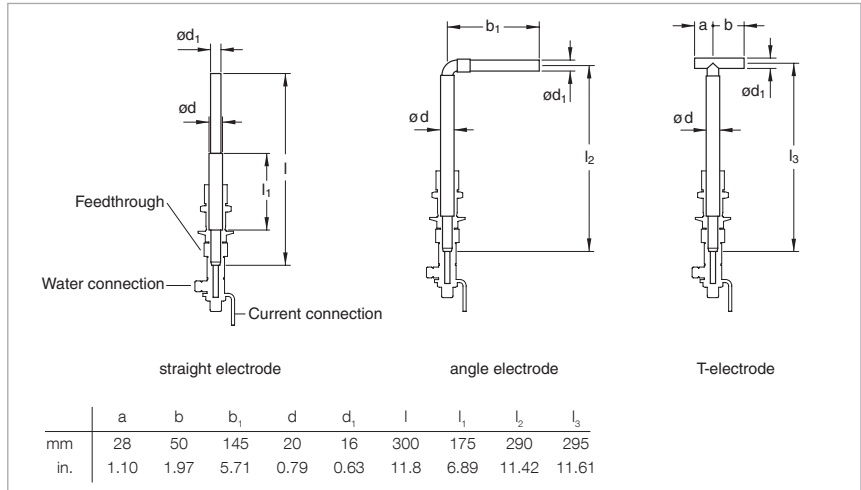 ød₁
ød
l
l₁
Feedthrough
Water connection
Current connection
straight electrode
b₁
ød₁
ød
l₂
angle electrode
a b
ød₁
ød
l₃
T-electrode
a b b₁ d d₁ l l₁ l₂ l₃
mm 28 50 145 20 16 300 175 290 295
in. 1.10 1.97 5.71 0.79 0.63 11.8 6.89 11.42 11.61